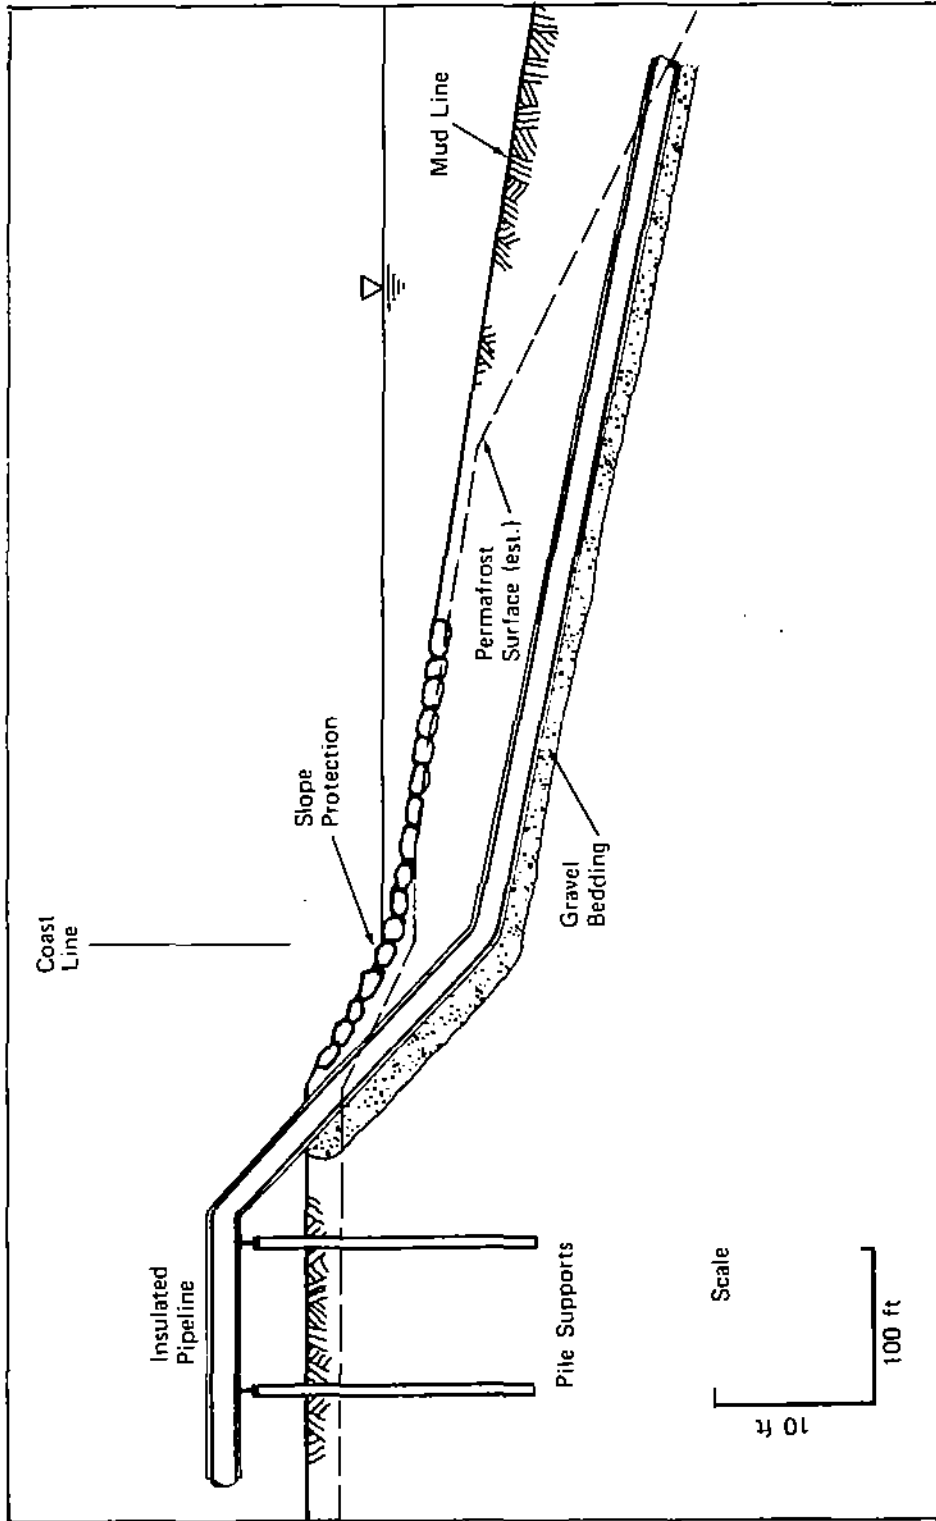 Coast
Line
Insulated
Pipeline
Slope
Protection
Mud Line
Permafrost
Surface (est.)
Gravel
Bedding
Pile Supports
Scale
10 ft
100 ft